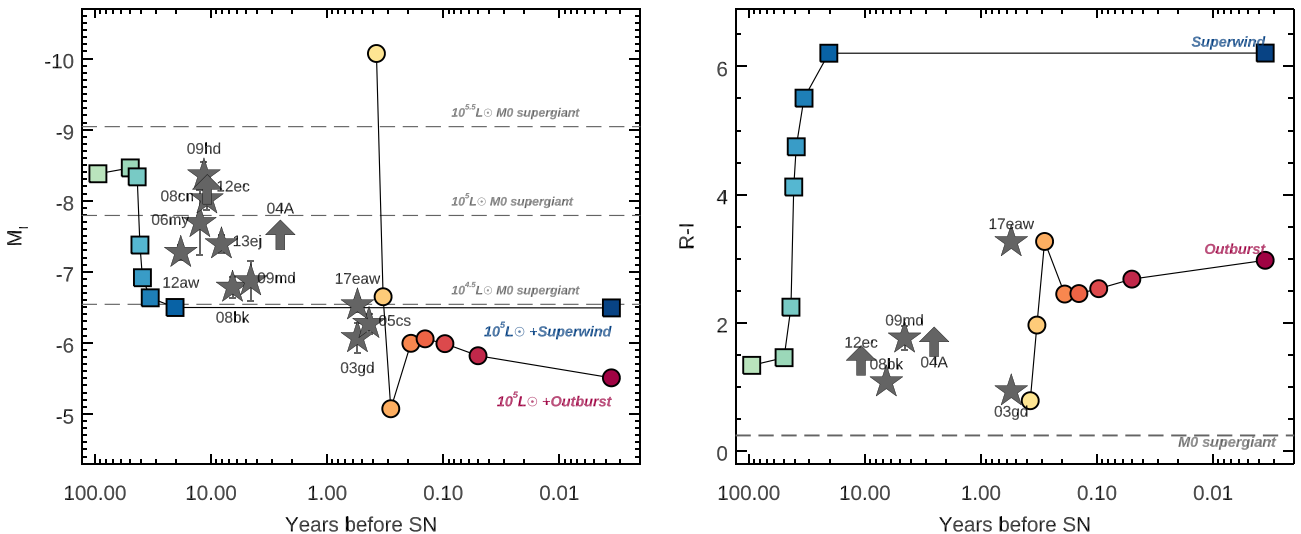 -10
10^5.5 L☉ M0 supergiant
-9
09hd
12ec
08cn
10^5 L☉ M0 supergiant
-8
04A
06my
13ej
M_I
-7
12aw
09md
17eaw
10^4.5 L☉ M0 supergiant
08bk
05cs
10^5 L☉ +Superwind
-6
03gd
10^5 L☉ +Outburst
-5
100.00 10.00 1.00 0.10 0.01
Years before SN
Superwind
6
R-I
4
17eaw
Outburst
2
09md
12ec
08bk
04A
03gd
M0 supergiant
0
100.00 10.00 1.00 0.10 0.01
Years before SN